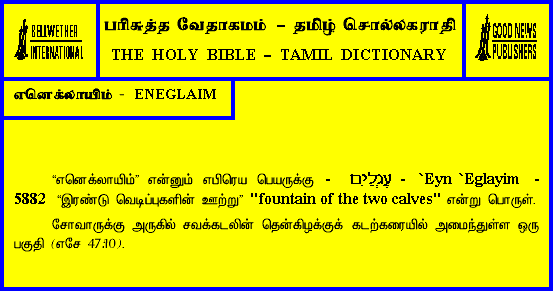 BELLWETHER
INTERNATIONAL
பரிசுத்த வேதாகமம் – தமிழ் சொல்லகராதி
THE HOLY BIBLE – TAMIL DICTIONARY
GOOD NEWS
PUBLISHERS
ஏனெக்லாயிம் - ENEGLAIM
“எனெக்லாயிம்” என்னும் எபிரெய பெயருக்கு - עֶגְלַיִם - `Eyn `Eglayim -
5882 “இரண்டு வெடிப்புகளின் ஊற்று” "fountain of the two calves" என்று பொருள்.
சோவாருக்கு அருகில் சவக்கடலின் தென்கிழக்குக் கடற்கரையில் அமைந்துள்ள ஒரு
பகுதி (எசே 47:10).